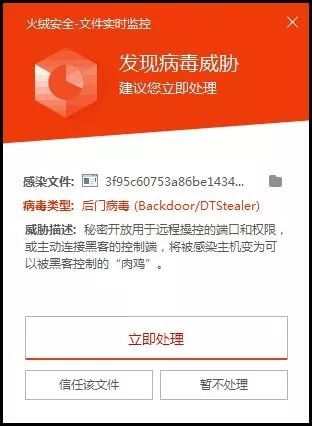 火绒安全-文件实时监控
发现病毒威胁
建议您立即处理
感染文件: 3f95c60753a86be1434...
病毒类型: 后门病毒 (Backdoor/DTStealer)
威胁描述: 秘密开放用于远程操控的端口和权限，
或主动连接黑客的控制端，将被感染主机变为可
以被黑客控制的“肉鸡”。
立即处理
信任该文件
暂不处理